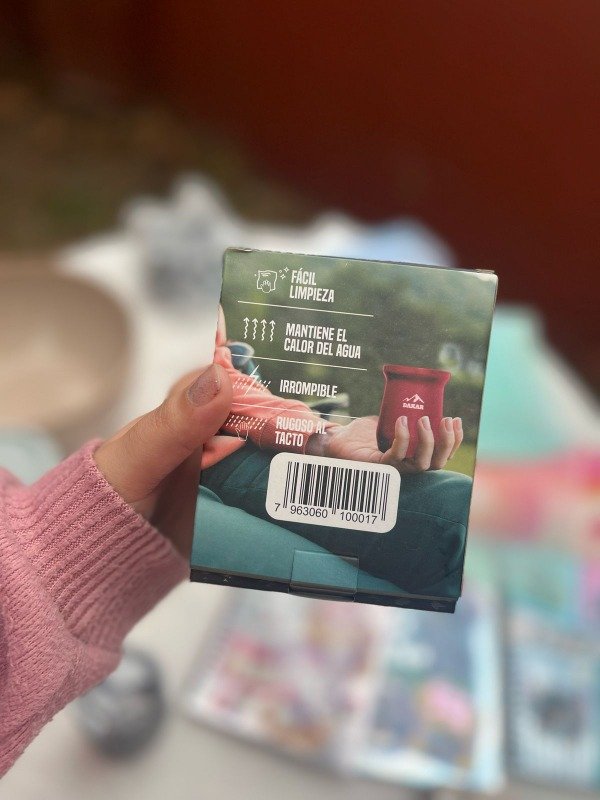 FÁCIL
LIMPIEZA
MANTIENE EL
CALOR DEL AGUA
IRROMPIBLE
RUGOSO AL
TACTO
DAKAR
7 963060 100017